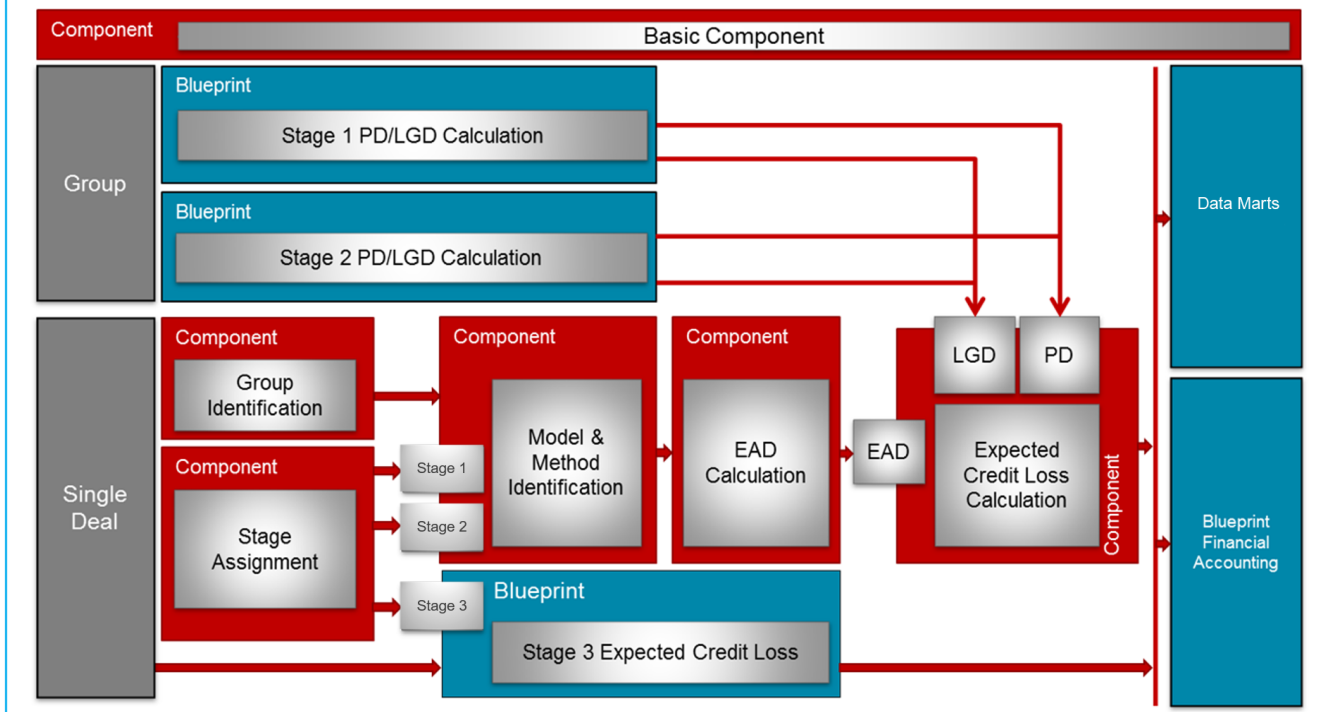 Component
Basic Component
Group
Blueprint
Stage 1 PD/LGD Calculation
Blueprint
Stage 2 PD/LGD Calculation
Data Marts
Single
Deal
Component
Group
Identification
Component
Stage
Assignment
Stage 1
Stage 2
Stage 3
Component
Model &
Method
Identification
Component
EAD
Calculation
EAD
LGD
PD
Expected
Credit Loss
Calculation
Component
Blueprint
Stage 3 Expected Credit Loss
Blueprint
Financial
Accounting